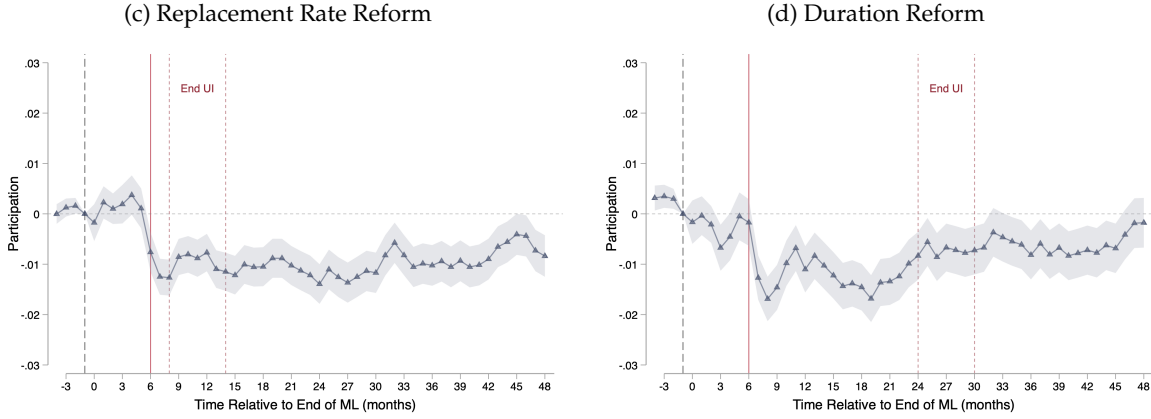 (c) Replacement Rate Reform
.03
.02
.01
0
-.01
-.02
-.03
Participation
End UI
-3 0 3 6 9 12 15 18 21 24 27 30 33 36 39 42 45 48
Time Relative to End of ML (months)
(d) Duration Reform
.03
.02
.01
0
-.01
-.02
-.03
Participation
End UI
-3 0 3 6 9 12 15 18 21 24 27 30 33 36 39 42 45 48
Time Relative to End of ML (months)